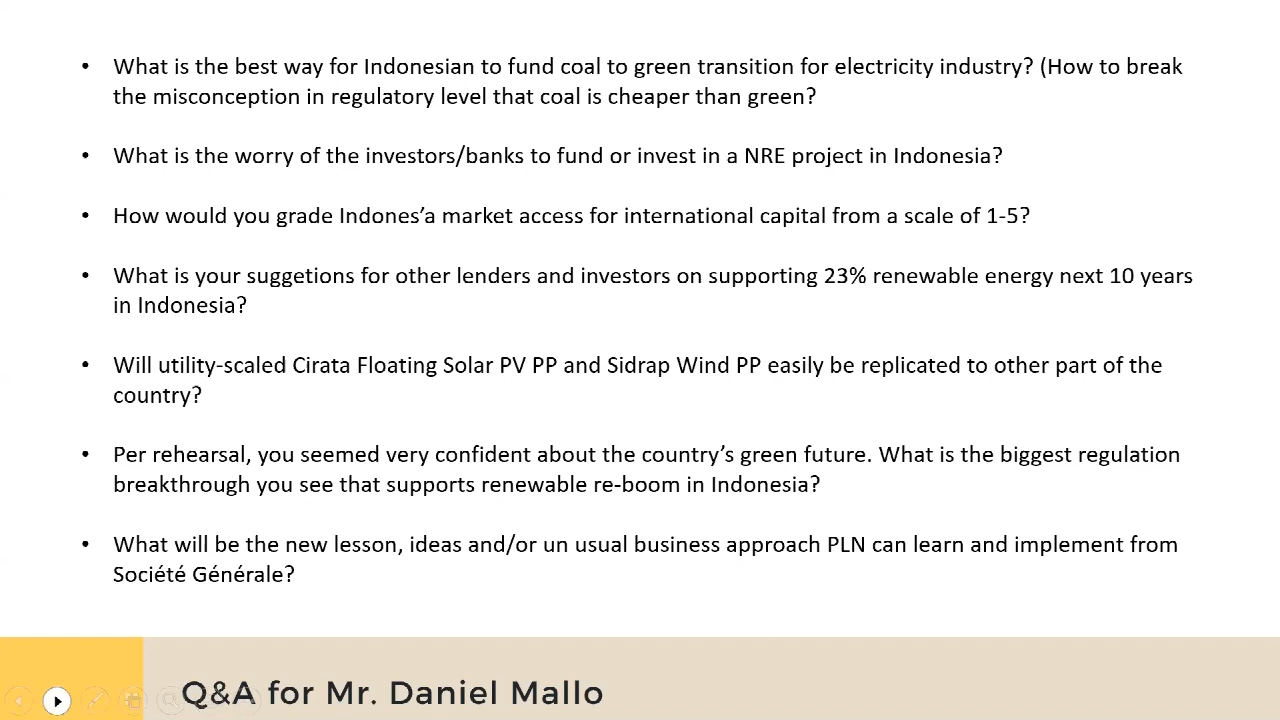 • What is the best way for Indonesian to fund coal to green transition for electricity industry? (How to break
the misconception in regulatory level that coal is cheaper than green?
• What is the worry of the investors/banks to fund or invest in a NRE project in Indonesia?
• How would you grade Indones’a market access for international capital from a scale of 1-5?
• What is your suggetions for other lenders and investors on supporting 23% renewable energy next 10 years
in Indonesia?
• Will utility-scaled Cirata Floating Solar PV PP and Sidrap Wind PP easily be replicated to other part of the
country?
• Per rehearsal, you seemed very confident about the country’s green future. What is the biggest regulation
breakthrough you see that supports renewable re-boom in Indonesia?
• What will be the new lesson, ideas and/or un usual business approach PLN can learn and implement from
Société Générale?
Q&A for Mr. Daniel Mallo